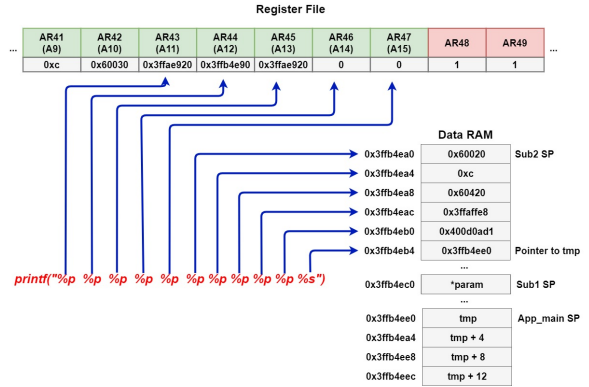 Register File
... AR41 (A9) AR42 (A10) AR43 (A11) AR44 (A12) AR45 (A13) AR46 (A14) AR47 (A15) AR48 AR49 ...
0xc 0x60030 0x3ffae920 0x3ffb4e90 0x3ffae920 0 0 1 1
Data RAM
0x3ffb4ea0 0x60020 Sub2 SP
0x3ffb4ea4 0xc
0x3ffb4ea8 0x60420
0x3ffb4eac 0x3ffaffe8
0x3ffb4eb0 0x400d0ad1
0x3ffb4eb4 0x3ffb4ee0 Pointer to tmp
...
printf("%p %p %p %p %p %p %p %p %p %p %s")
0x3ffb4ec0 *param Sub1 SP
...
0x3ffb4ee0 tmp App_main SP
0x3ffb4ea4 tmp + 4
0x3ffb4ee8 tmp + 8
0x3ffb4eec tmp + 12